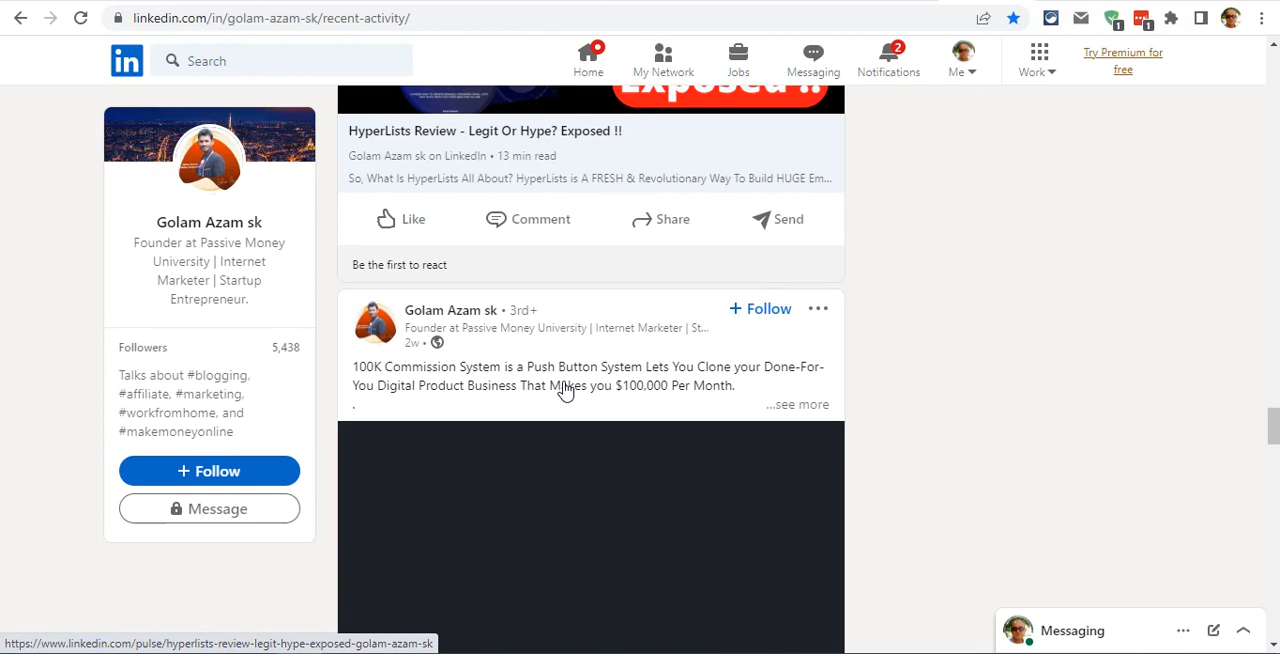 linkedin.com/in/golam-azam-sk/recent-activity/
1
1
in
Search
Home
My Network
Jobs
Messaging
2
Notifications
Me
Work
Try Premium for
free
Golam Azam sk
Founder at Passive Money
University | Internet
Marketer | Startup
Entrepreneur.
Followers
5,438
Talks about #blogging,
#affiliate, #marketing,
#workfromhome, and
#makemoneyonline
+ Follow
Message
Exposed !!
HyperLists Review - Legit Or Hype? Exposed !!
Golam Azam sk on LinkedIn • 13 min read
So, What Is HyperLists All About? HyperLists is A FRESH & Revolutionary Way To Build HUGE Em...
Like
Comment
Share
Send
Be the first to react
Golam Azam sk • 3rd+
+ Follow
Founder at Passive Money University | Internet Marketer | St...
2w •
100K Commission System is a Push Button System Lets You Clone your Done-For-
You Digital Product Business That Makes you $100,000 Per Month.
.
...see more
Messaging
https://www.linkedin.com/pulse/hyperlists-review-legit-hype-exposed-golam-azam-sk